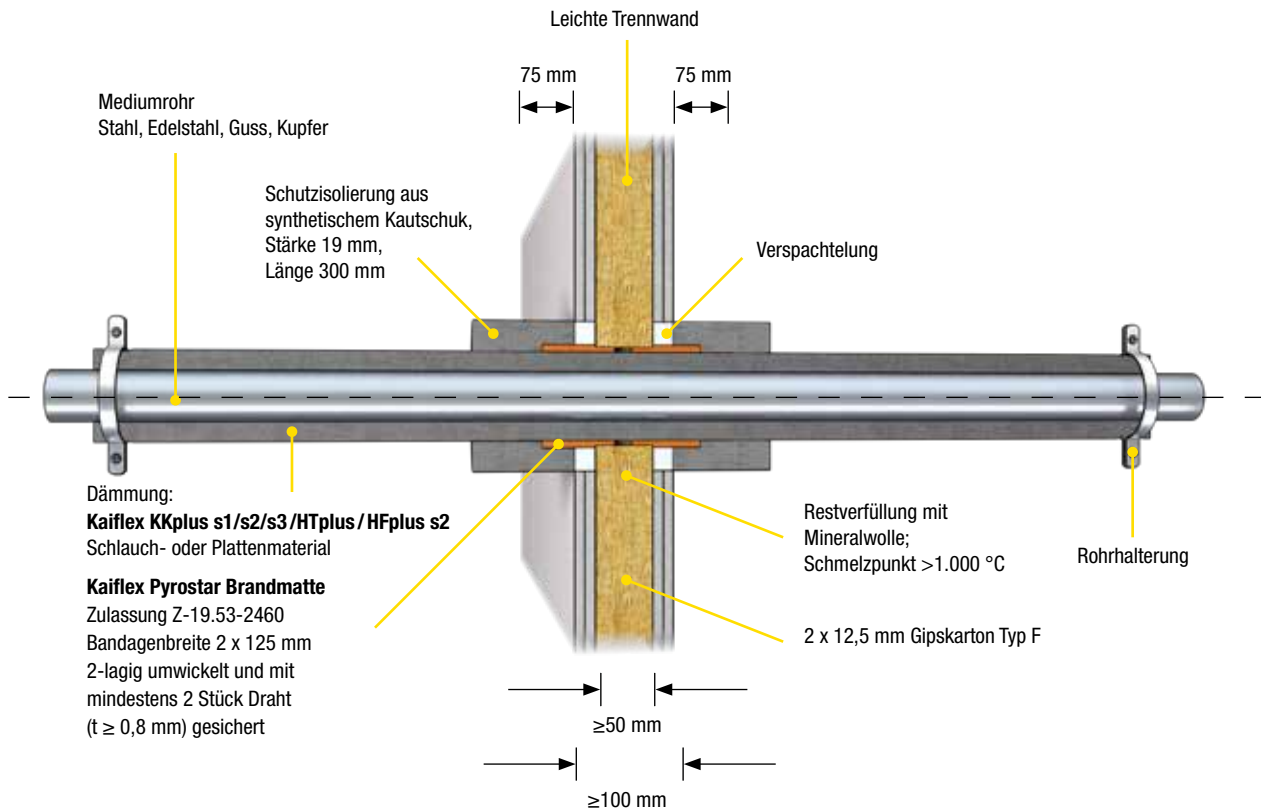 Leichte Trennwand
75 mm
75 mm
Mediumrohr
Stahl, Edelstahl, Guss, Kupfer
Schutzisolierung aus
synthetischem Kautschuk,
Stärke 19 mm,
Länge 300 mm
Verspachtelung
Dämmung:
Kaiflex KKplus s1/s2/s3/HTplus/HFplus s2
Schlauch- oder Plattenmaterial
Kaiflex Pyrostar Brandmatte
Zulassung Z-19.53-2460
Bandagenbreite 2 x 125 mm
2-lagig umwickelt und mit
mindestens 2 Stück Draht
(t ≥ 0,8 mm) gesichert
Restverfüllung mit
Mineralwolle;
Schmelzpunkt >1.000 °C
Rohrhalterung
2 x 12,5 mm Gipskarton Typ F
≥50 mm
≥100 mm